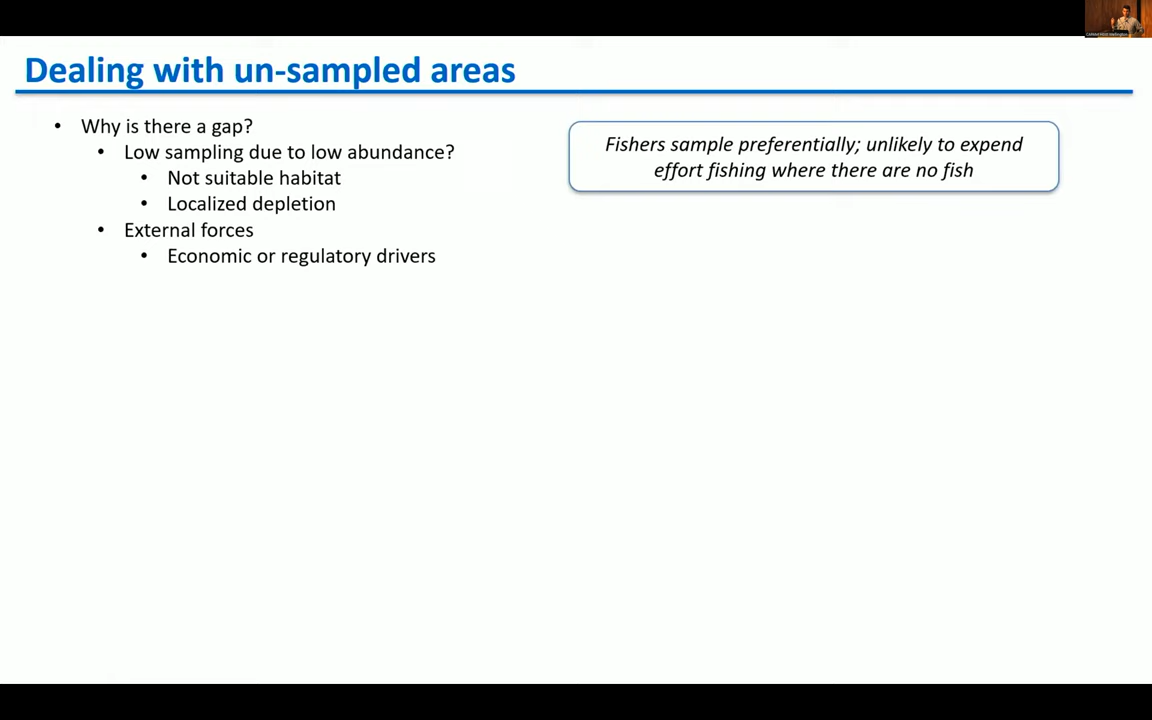 Dealing with un-sampled areas
• Why is there a gap?
• Low sampling due to low abundance?
• Not suitable habitat
• Localized depletion
• External forces
• Economic or regulatory drivers
Fishers sample preferentially; unlikely to expend
effort fishing where there are no fish